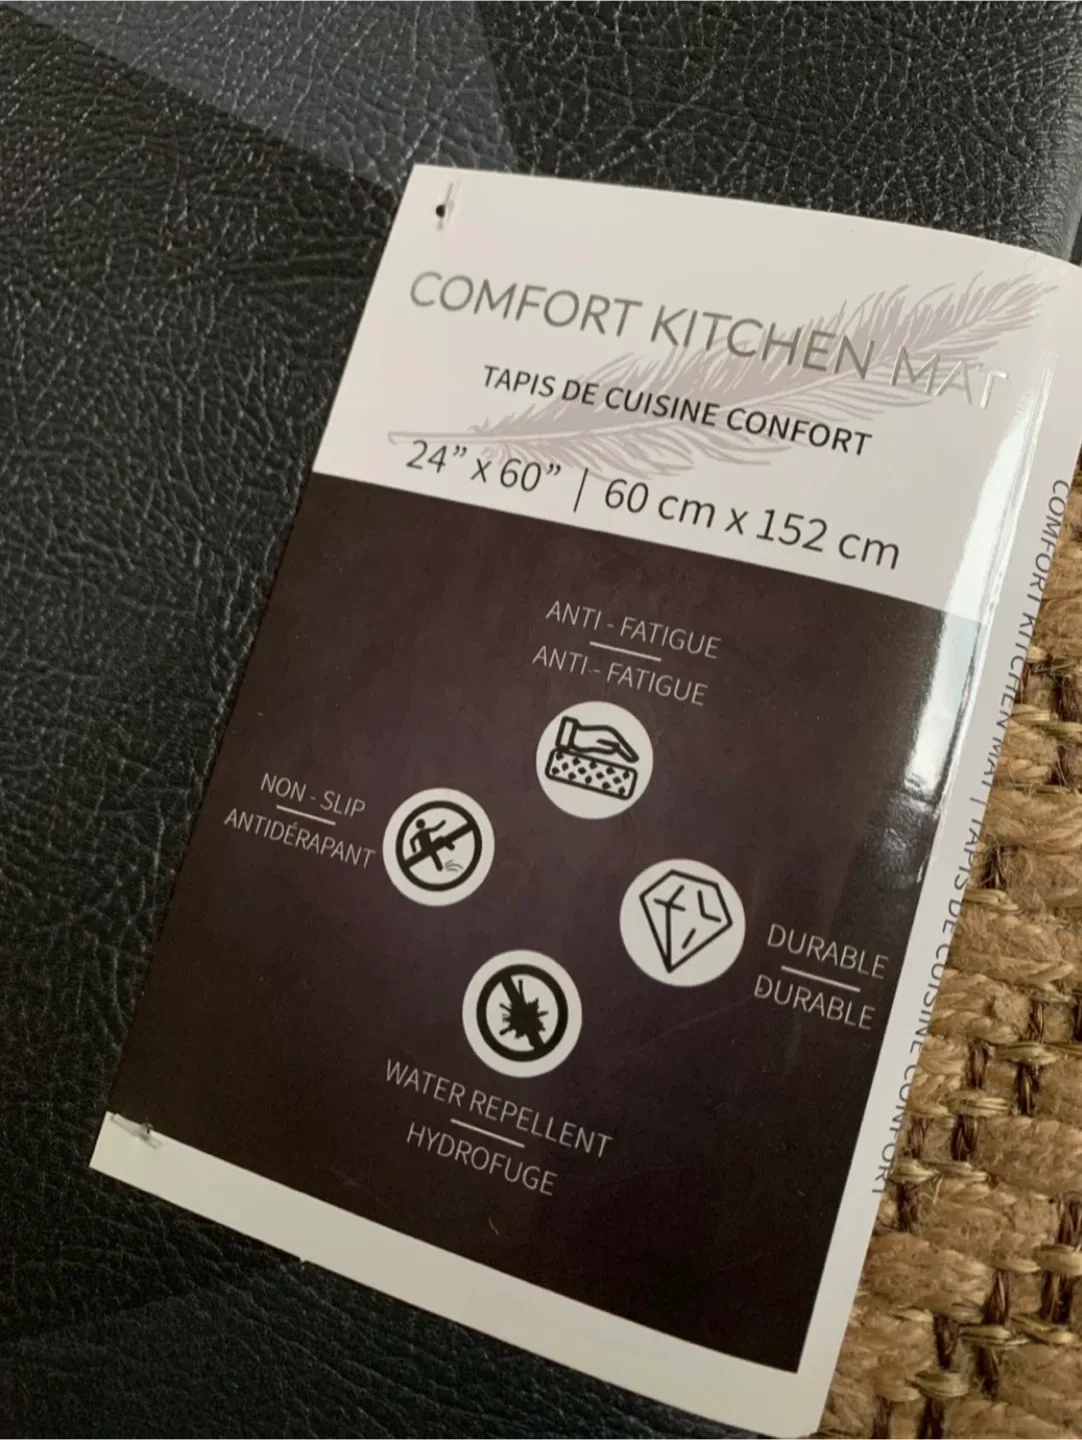 COMFORT KITCHEN MAT
TAPIS DE CUISINE CONFORT
24” x 60” | 60 cm x 152 cm
ANTI - FATIGUE
ANTI - FATIGUE
NON - SLIP
ANTIDÉRAPANT
DURABLE
DURABLE
WATER REPELLENT
HYDROFUGE
COMFORT KITCHEN MAT | TAPIS DE CUISINE CONFORT